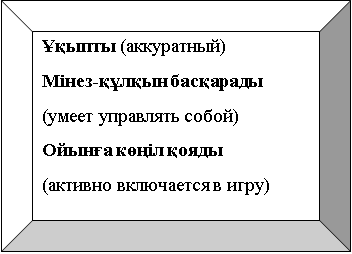 Ұқыпты (аккуратный)
Мінез-құлқын басқарады
(умеет управлять собой)
Ойынға көңіл қояды
(активно включается в игру)